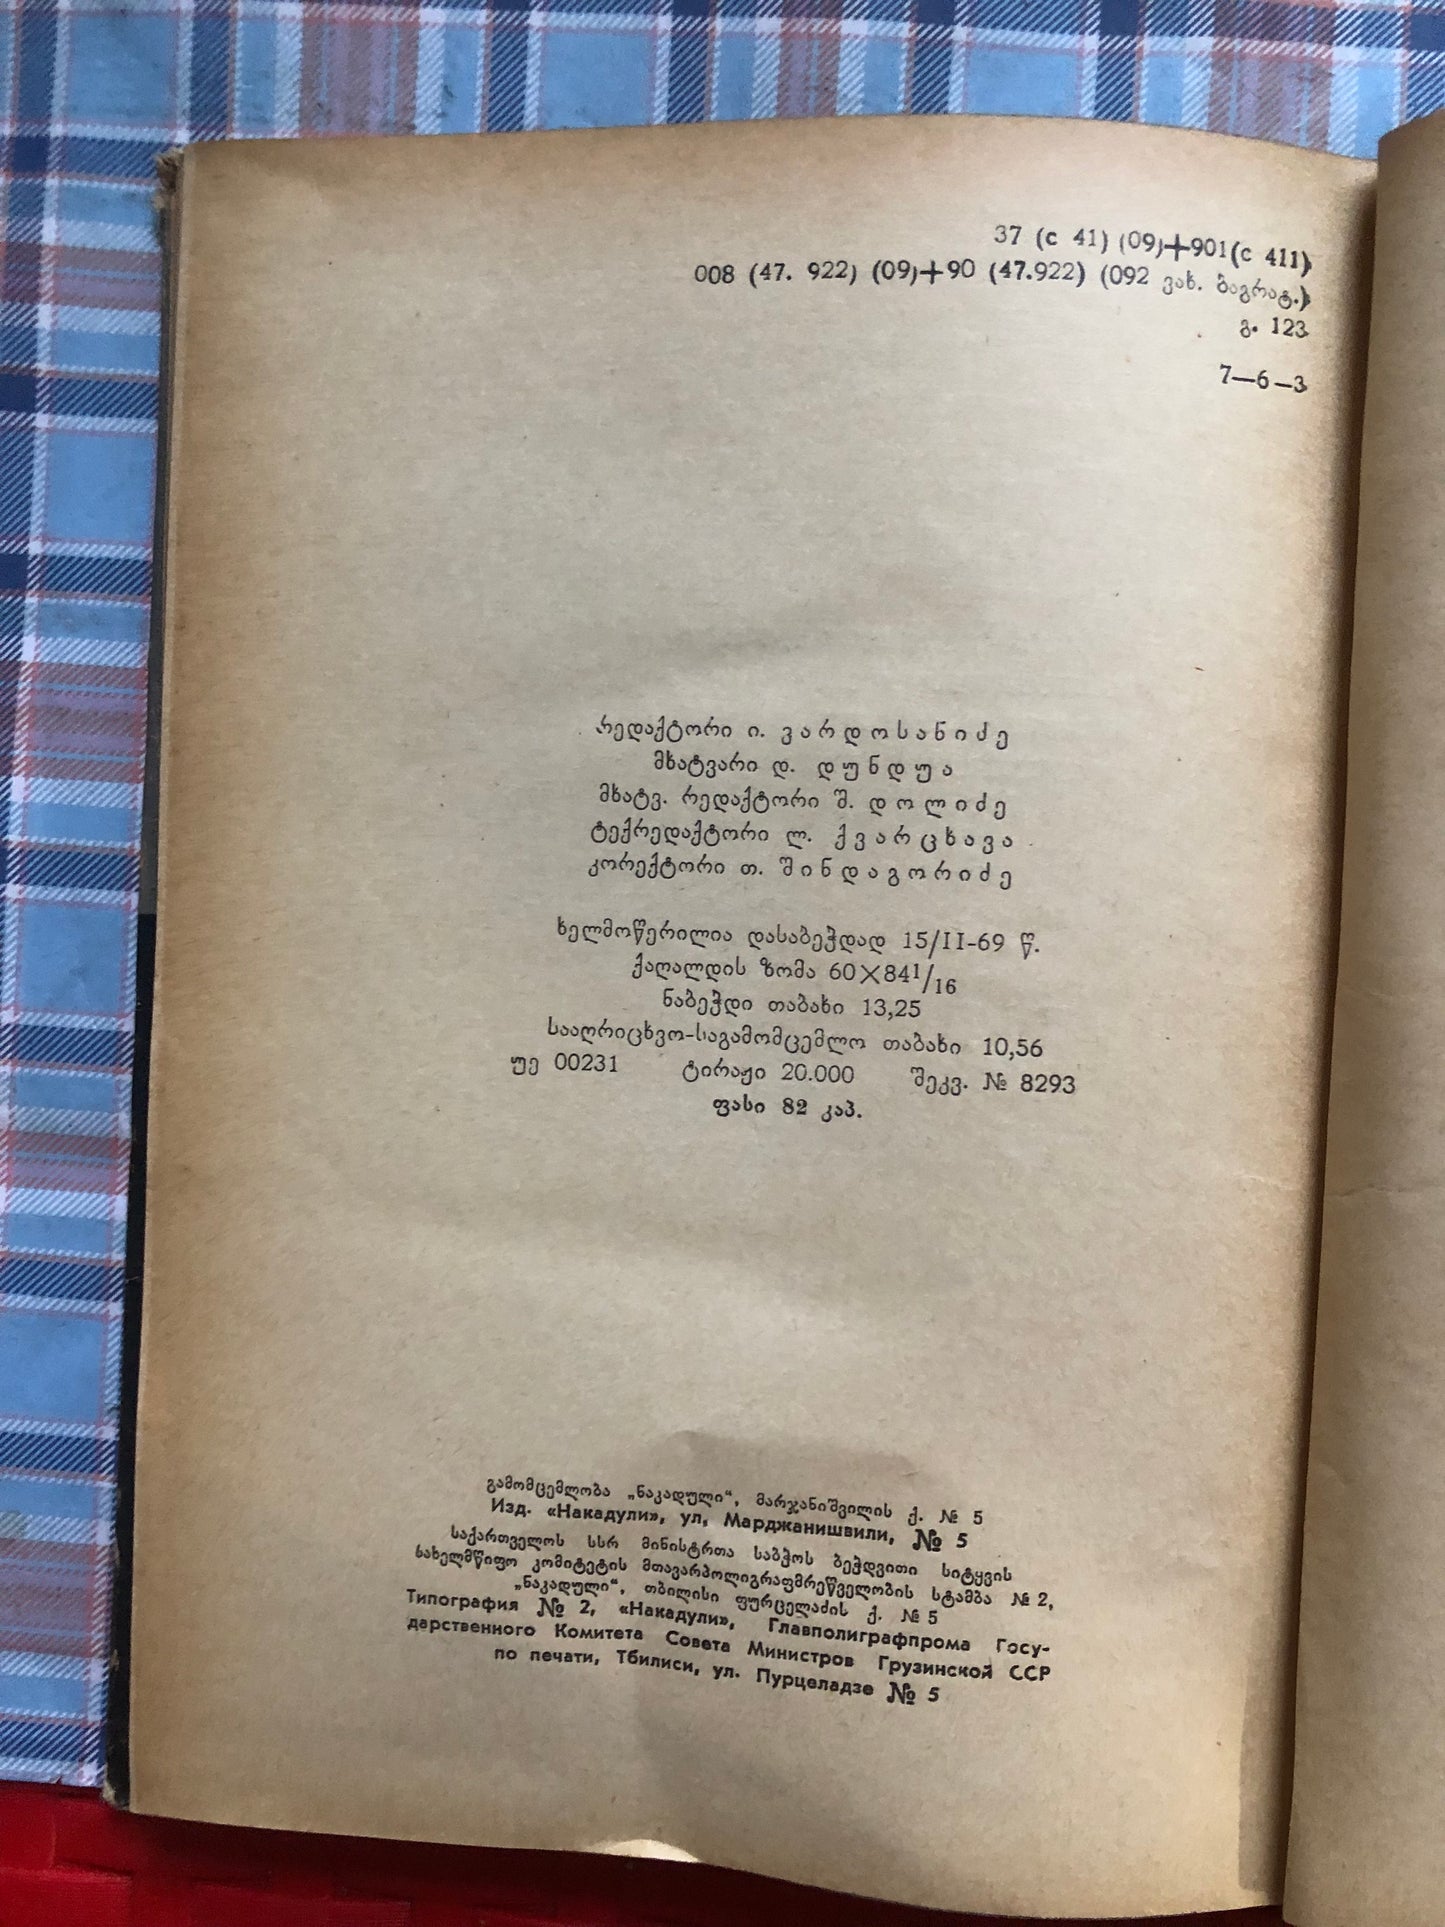 37 (с 41) (09)+901(с 411)
008 (47. 922) (09)+90 (47.922) (092 ვახ. ბაგრატ.)
გ. 123
7—6—3
რედაქტორი ი. ვარდოსანიძე
მხატვარი დ. დუნდუა
მხატვ. რედაქტორი შ. დოლიძე
ტექრედაქტორი ლ. ქვარცხავა
კორექტორი თ. შინდაგორიძე
ხელმოწერილია დასაბეჭდად 15/II-69 წ.
ქაღალდის ზომა 60×84¹/₁₆
ნაბეჭდი თაბახი 13,25
სააღრიცხვო-საგამომცემლო თაბახი 10,56
უე 00231 ტირაჟი 20.000 შეკვ. № 8293
ფასი 82 კაპ.
გამომცემლობა „ნაკადული“, მარჯანიშვილის ქ. № 5
Изд. «Накадули», ул, Марджанишвили, № 5
საქართველოს სსრ მინისტრთა საბჭოს ბეჭდვითი სიტყვის
სახელმწიფო კომიტეტის მთავარპოლიგრაფმრეწველობის სტამბა № 2,
„ნაკადული“, თბილისი ფურცელაძის ქ. № 5
Типография № 2, «Накадули», Главполиграфпрома Госу-
дарственного Комитета Совета Министров Грузинской ССР
по печати, Тбилиси, ул. Пурцеладзе № 5